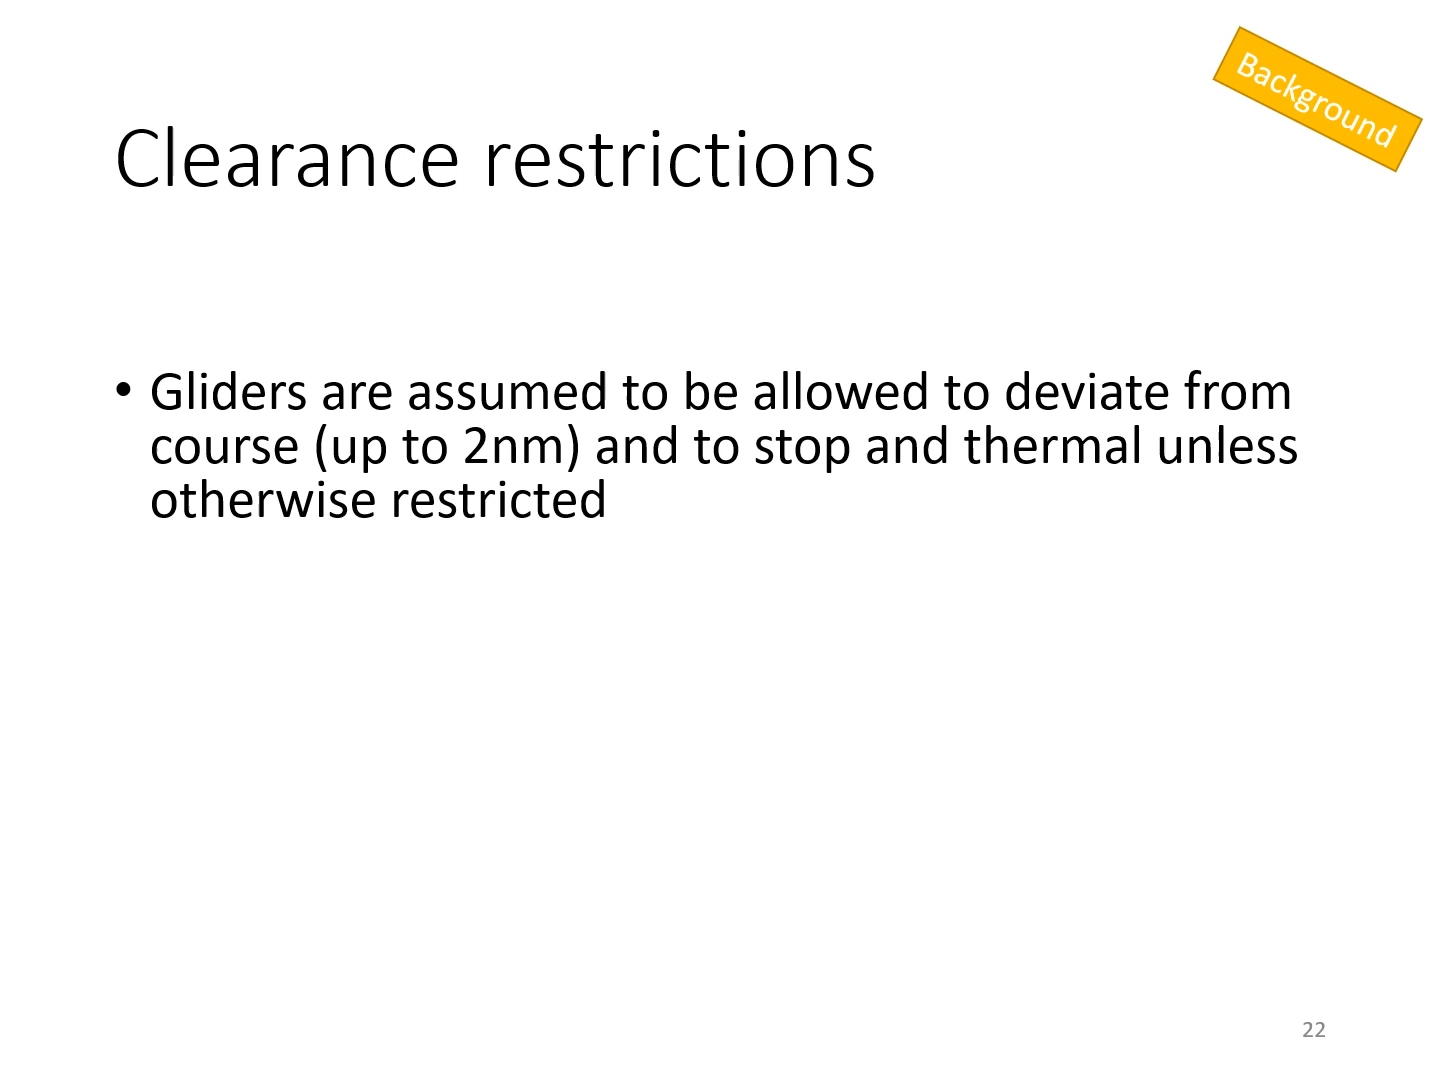 Background
Clearance restrictions
• Gliders are assumed to be allowed to deviate from
course (up to 2nm) and to stop and thermal unless
otherwise restricted
22